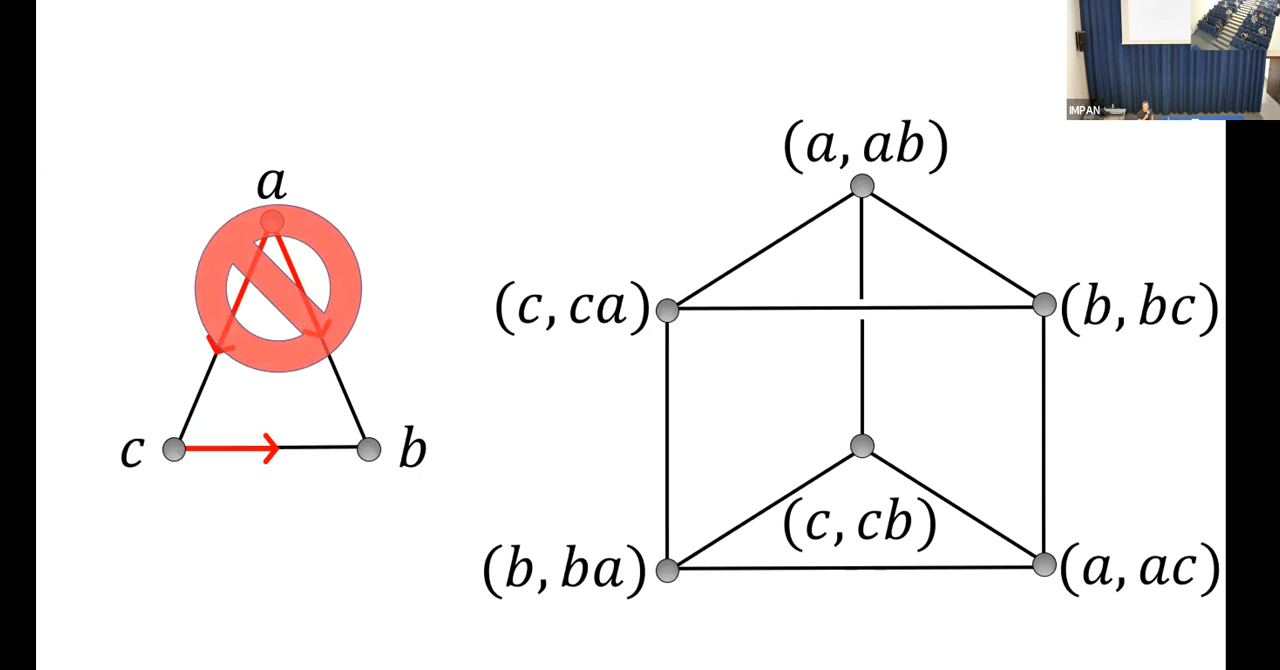 IMPAN
(a, ab)
a
(c, ca)
(b, bc)
c
b
(c, cb)
(b, ba)
(a, ac)